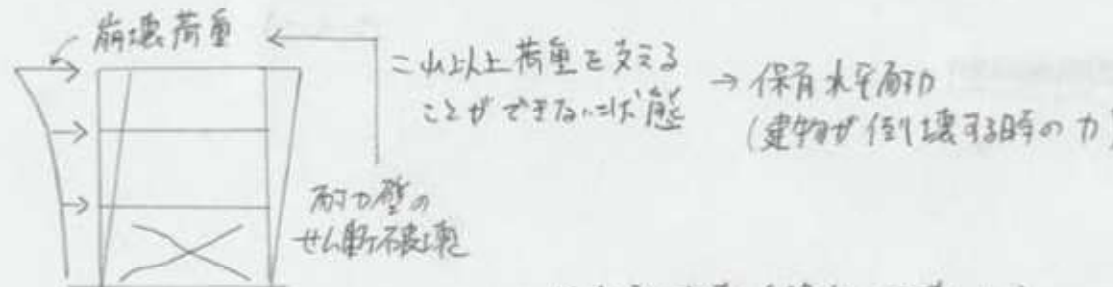 崩壊荷重
これ以上荷重を支える
ことができない状態
→ 保有水平耐力
(建物が倒壊する時の力)
耐力壁の
せん断破壊